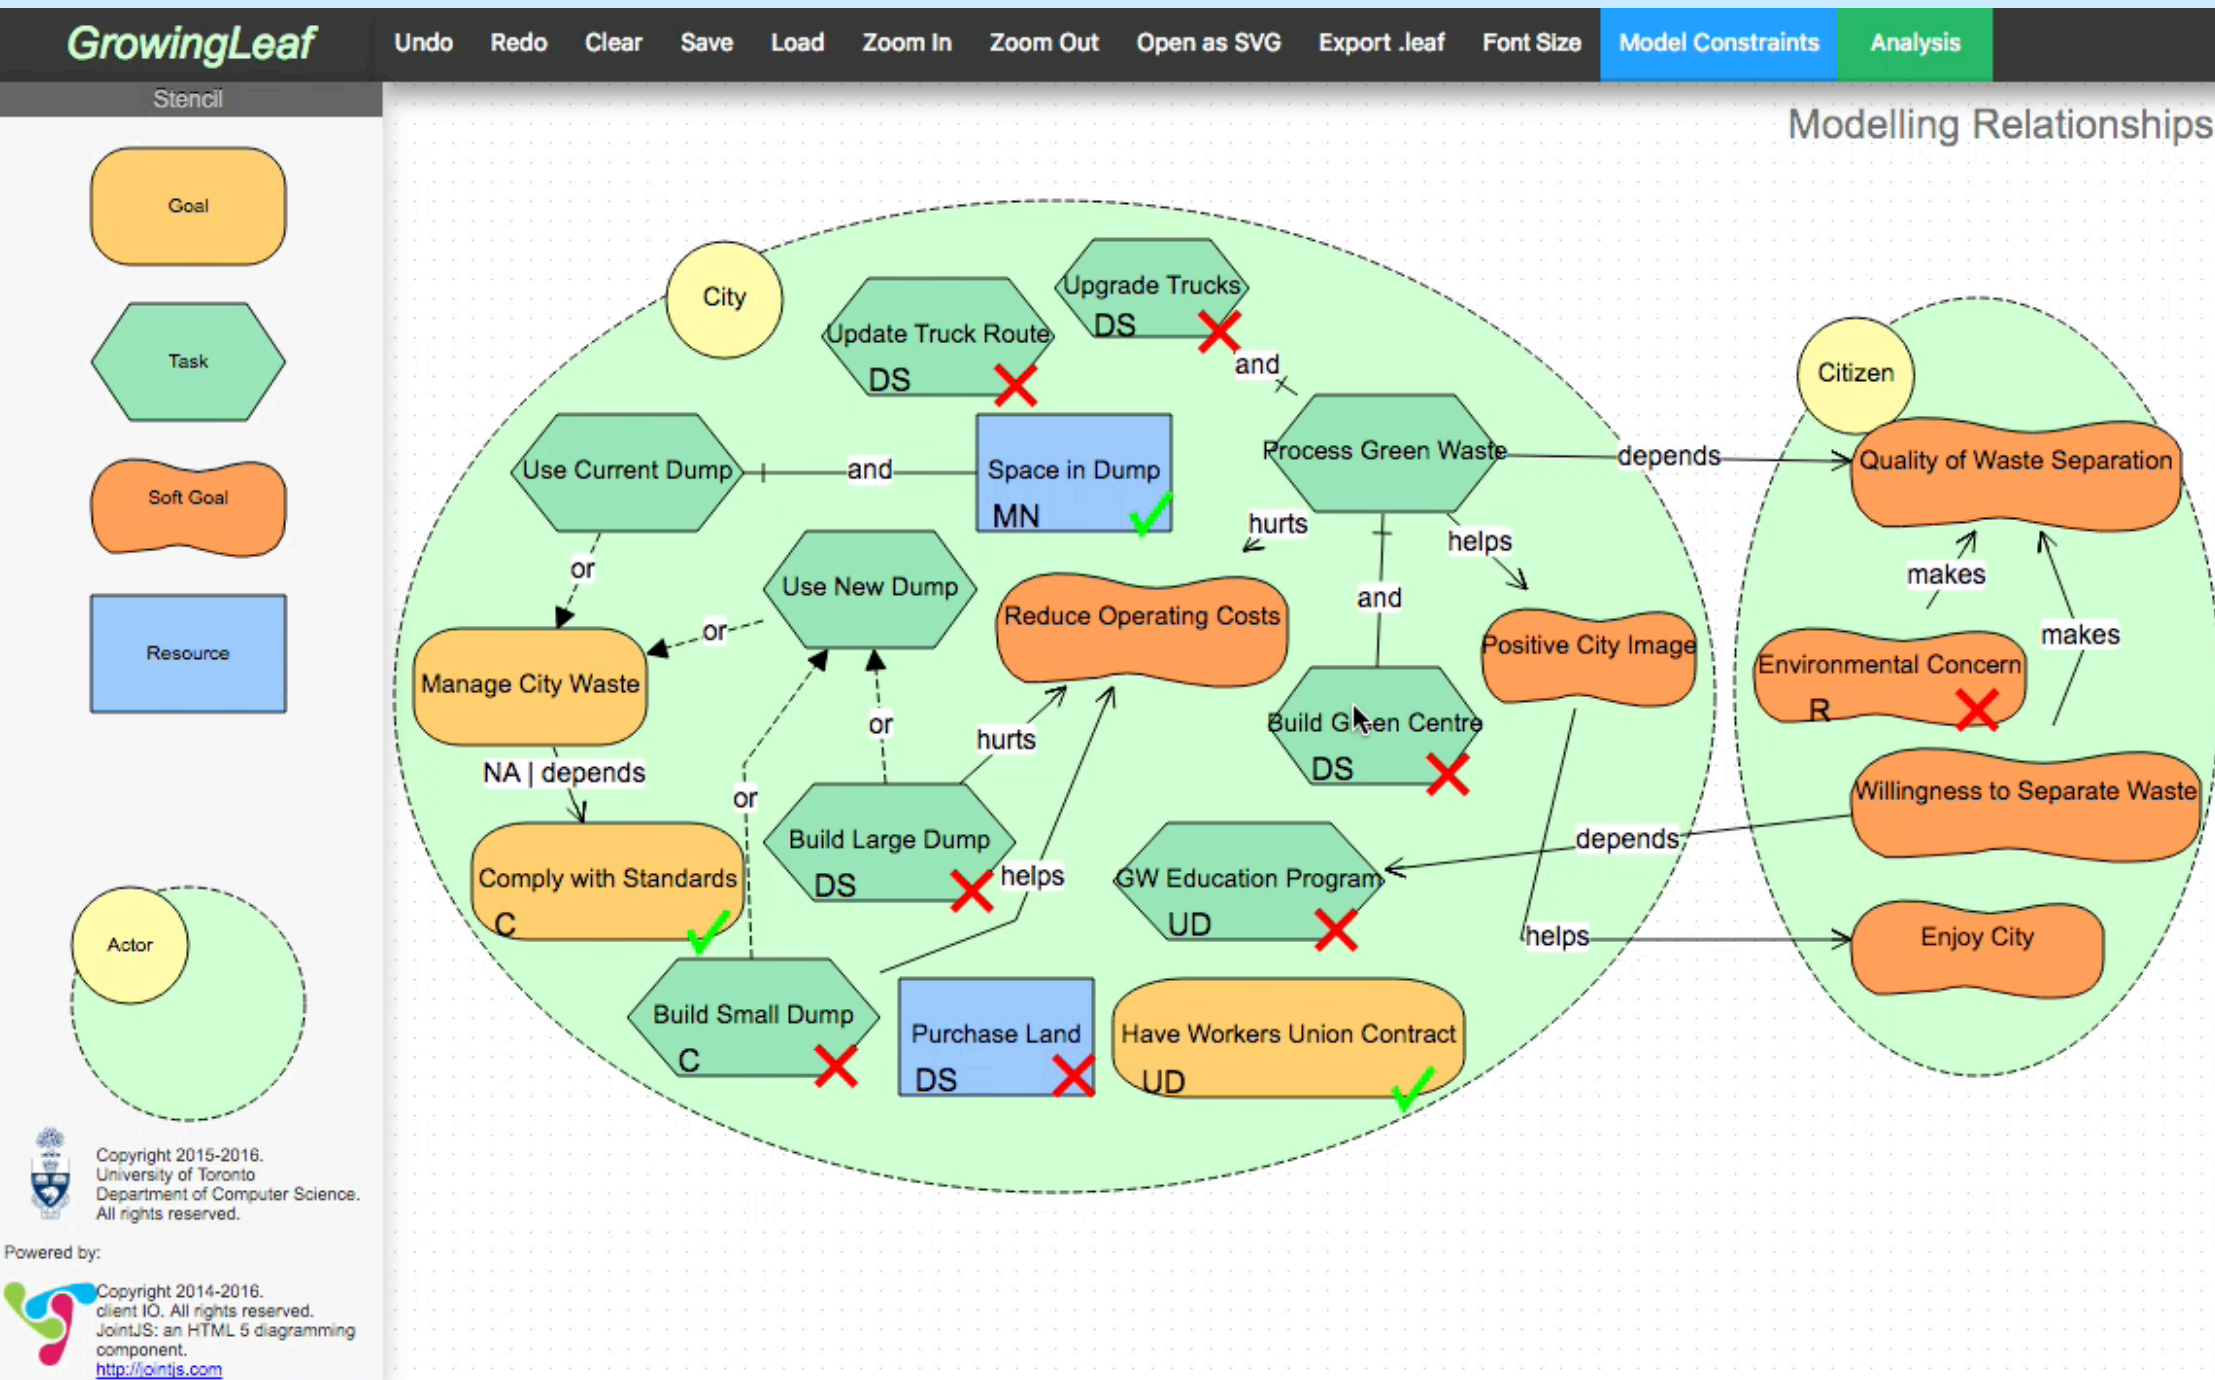 GrowingLeaf
Undo Redo Clear Save Load Zoom In Zoom Out Open as SVG Export .leaf Font Size Model Constraints Analysis
Stencil
Goal
Task
Soft Goal
Resource
Actor
Copyright 2015-2016.
University of Toronto
Department of Computer Science.
All rights reserved.
Powered by:
Copyright 2014-2016.
client IO. All rights reserved.
JointJS: an HTML 5 diagramming
component.
http://jointjs.com
Modelling Relationships
City
Upgrade Trucks
DS
Update Truck Route
DS
and
Use Current Dump
and
Space in Dump
MN
Process Green Waste
depends
hurts
helps
or
Use New Dump
or
Reduce Operating Costs
and
Positive City Image
Manage City Waste
or
hurts
Build Green Centre
DS
NA | depends
or
Build Large Dump
DS
helps
Comply with Standards
C
GW Education Program
UD
depends
helps
Build Small Dump
C
Purchase Land
DS
Have Workers Union Contract
UD
Citizen
Quality of Waste Separation
makes
makes
Environmental Concern
R
Willingness to Separate Waste
Enjoy City